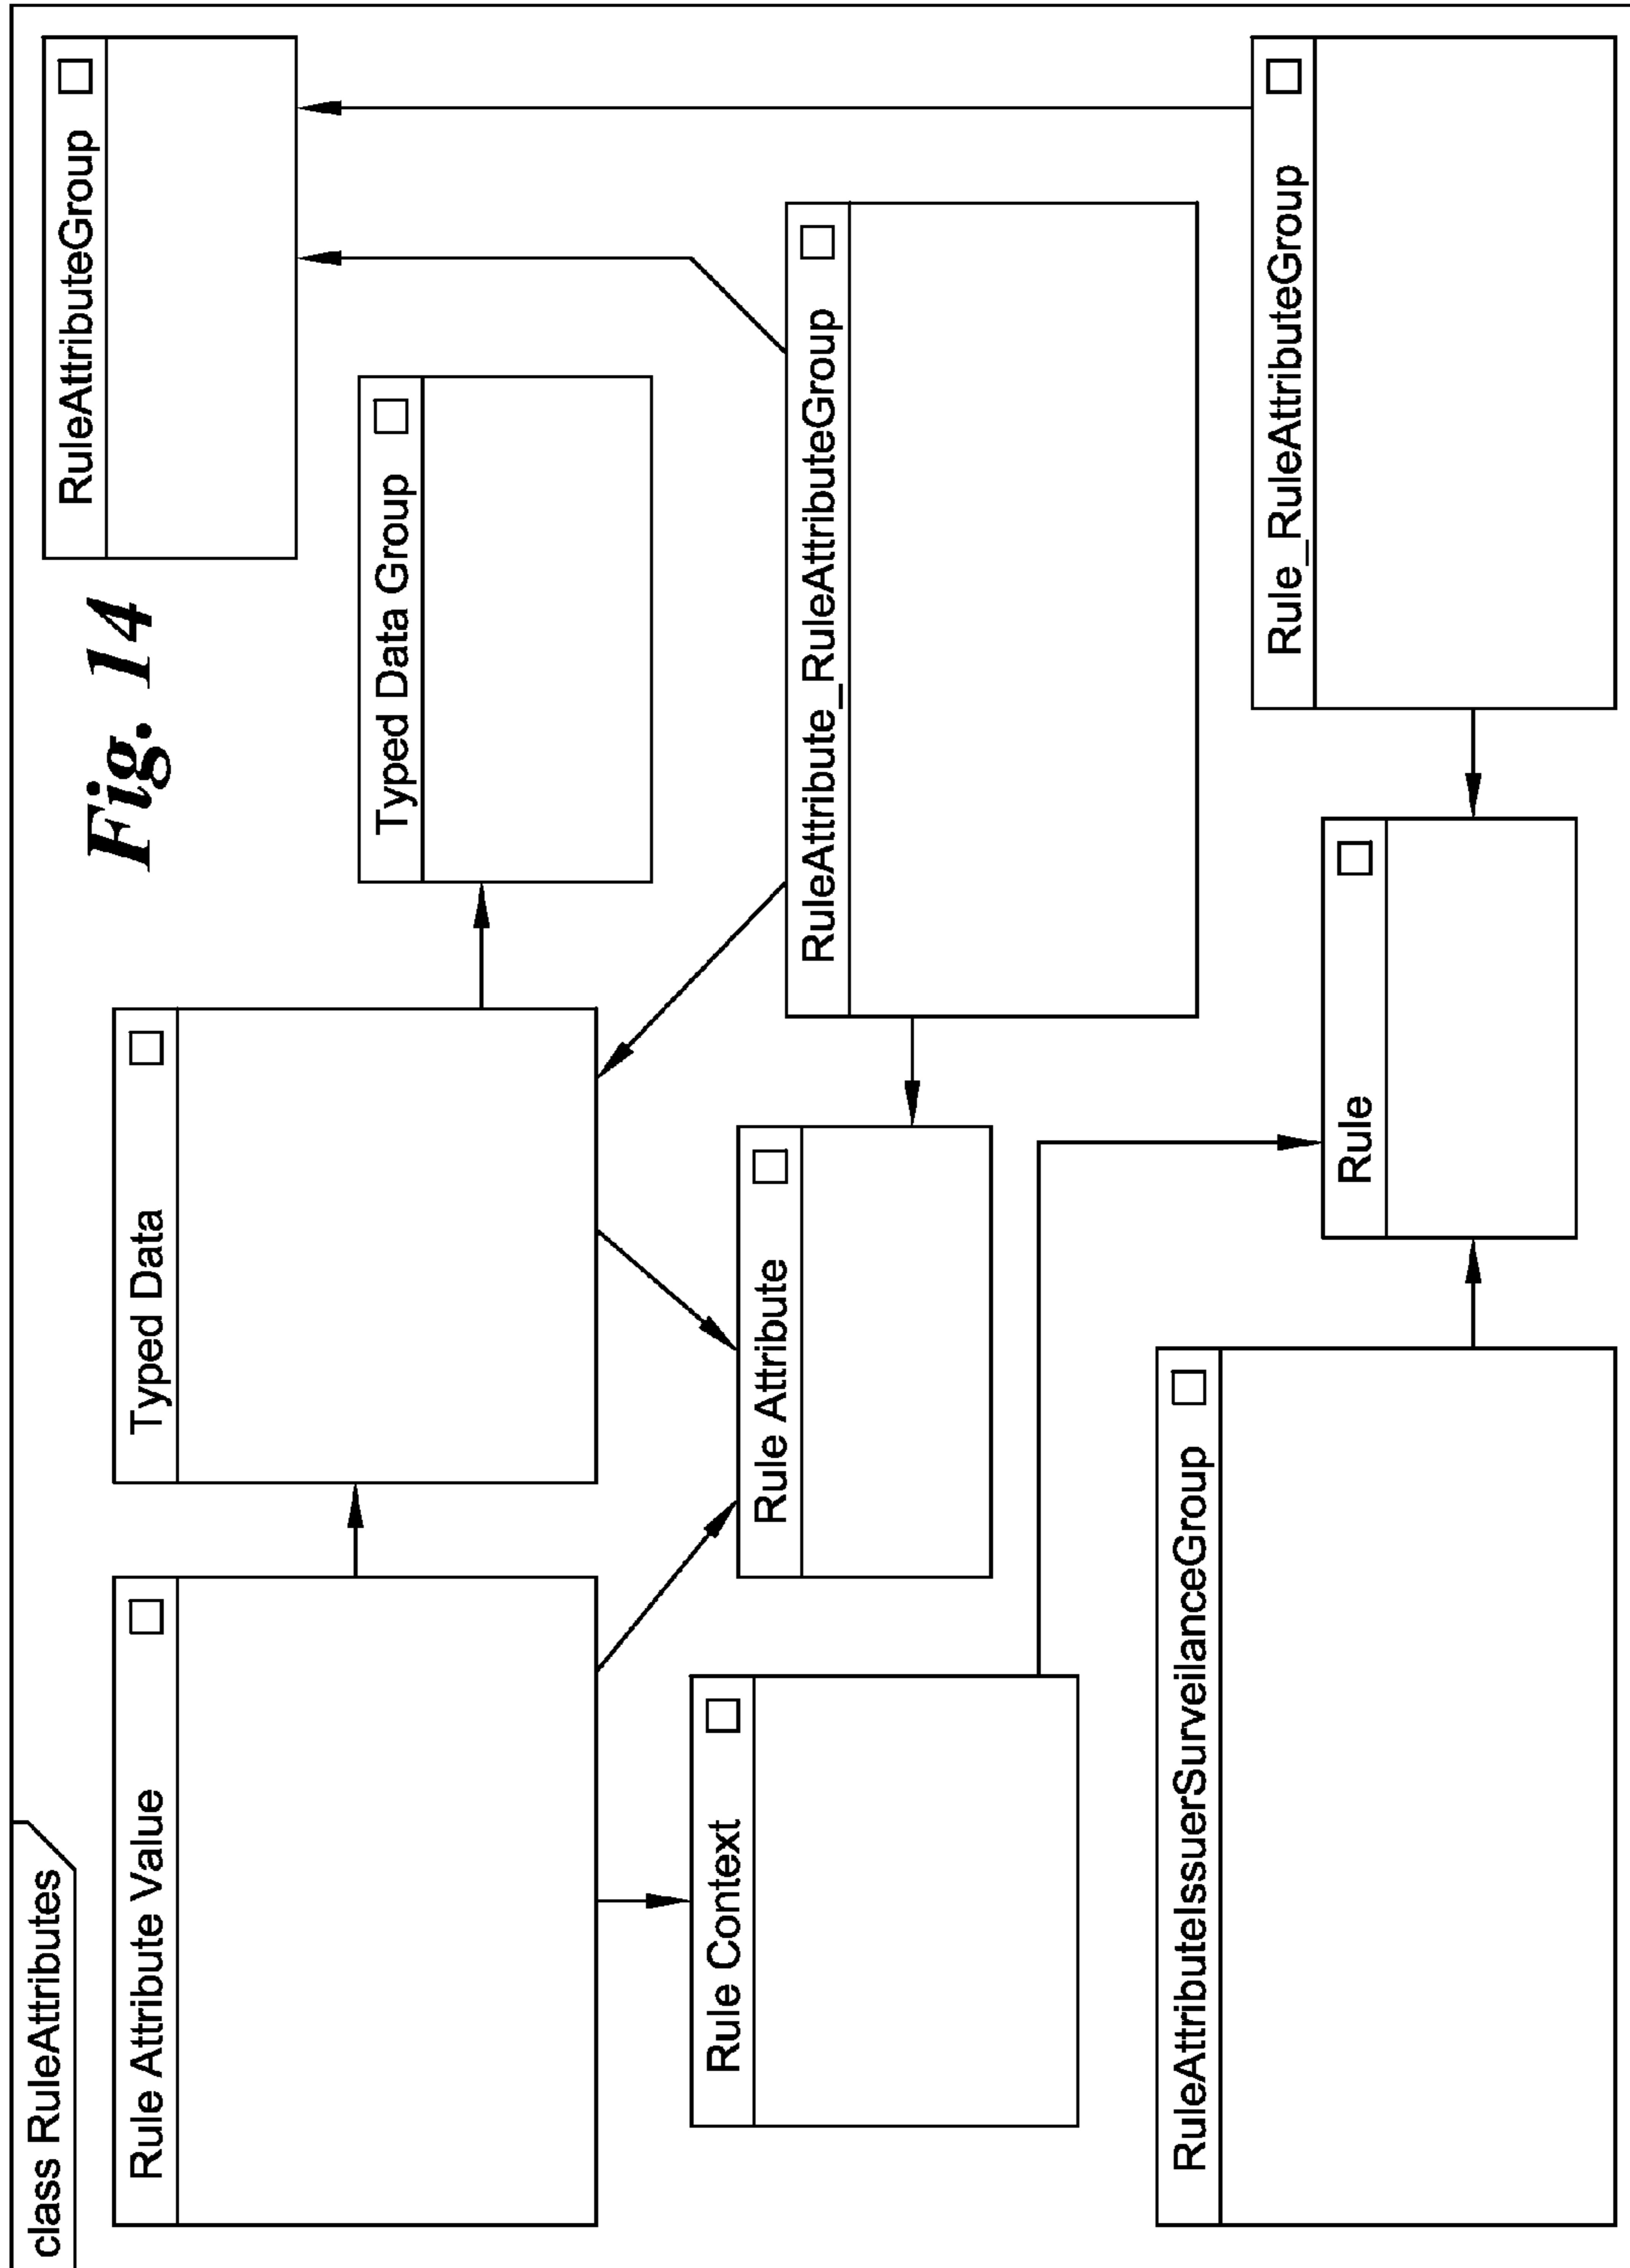 class RuleAttributes
Fig. 14
RuleAttributeGroup
Rule Attribute Value
Typed Data
Typed Data Group
Rule Context
Rule Attribute
RuleAttribute_RuleAttributeGroup
RuleAttributeIssuerSurveilanceGroup
Rule
Rule_RuleAttributeGroup